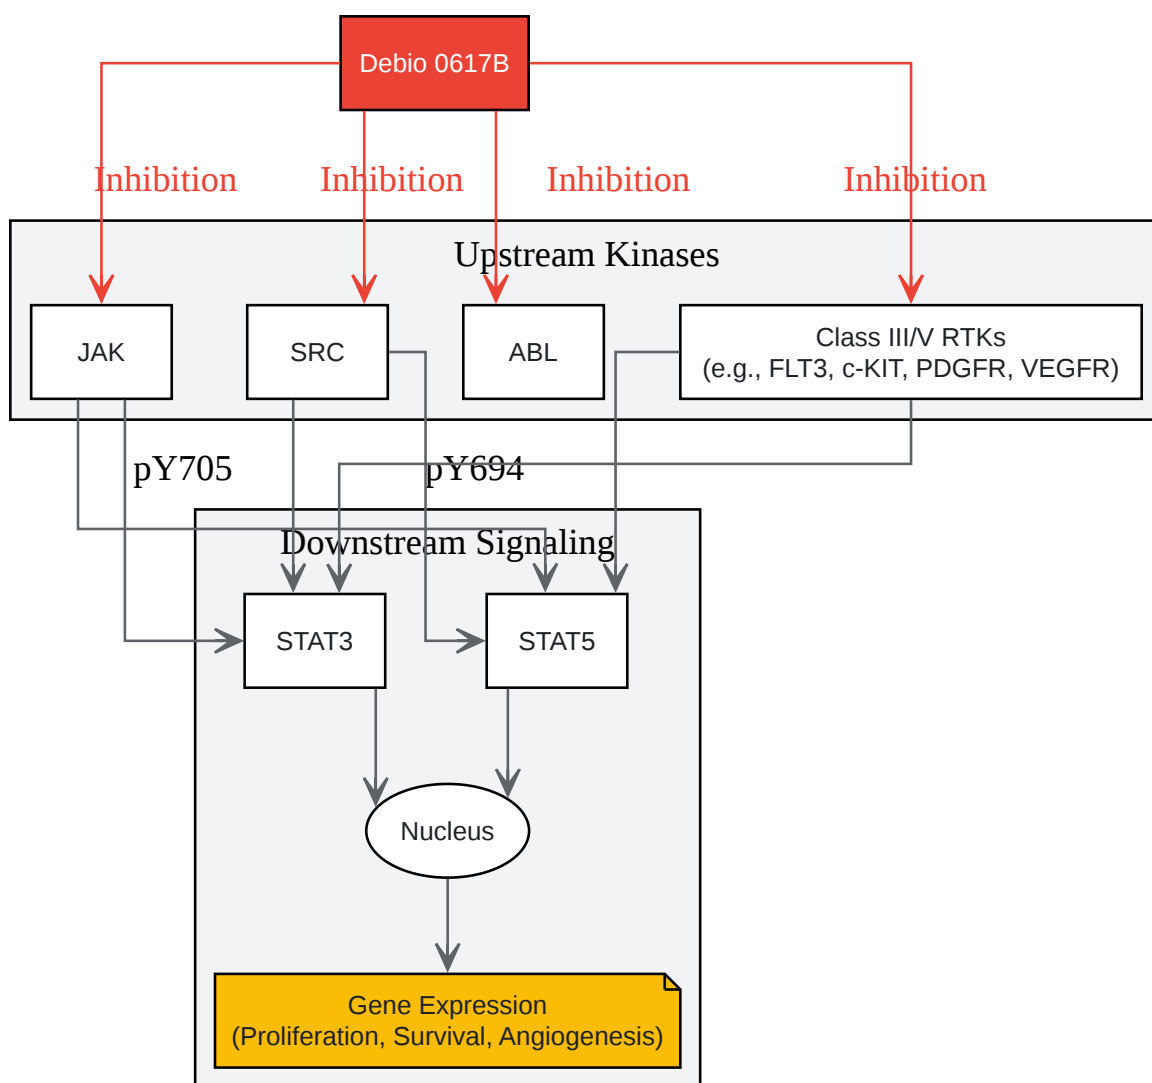 Debio 0617B
Inhibition
Inhibition
Inhibition
Inhibition
Upstream Kinases
JAK
SRC
ABL
Class III/V RTKs
(e.g., FLT3, c-KIT, PDGFR, VEGFR)
pY705
pY694
Downstream Signaling
STAT3
STAT5
Nucleus
Gene Expression
(Proliferation, Survival, Angiogenesis)